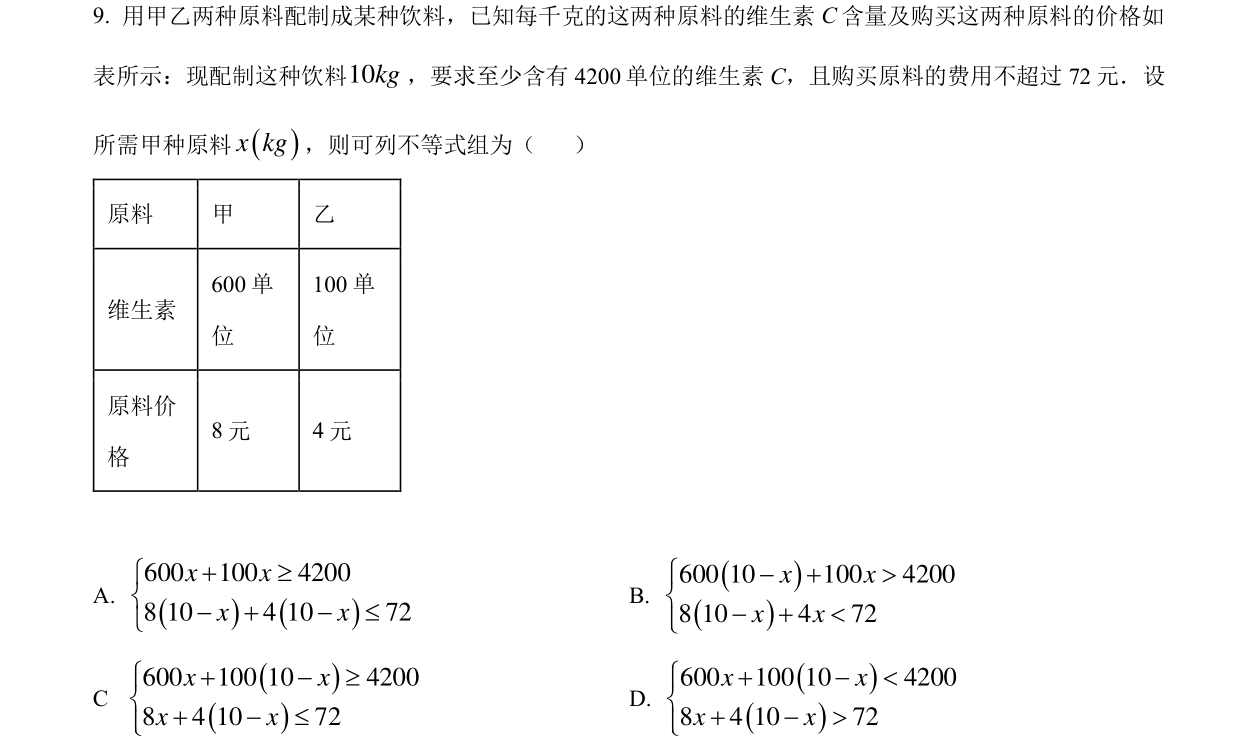 9. 用甲乙两种原料配制成某种饮料，已知每千克的这两种原料的维生素 C 含量及购买这两种原料的价格如
表所示：现配制这种饮料10kg，要求至少含有 4200 单位的维生素 C，且购买原料的费用不超过 72 元．设
所需甲种原料 x(kg)，则可列不等式组为（　　）
原料 甲 乙
维生素 600 单位 100 单位
原料价格 8 元 4 元
A. {600x+100x≥4200
8(10−x)+4(10−x)≤72
B. {600(10−x)+100x>4200
8(10−x)+4x<72
C {600x+100(10−x)≥4200
8x+4(10−x)≤72
D. {600x+100(10−x)<4200
8x+4(10−x)>72